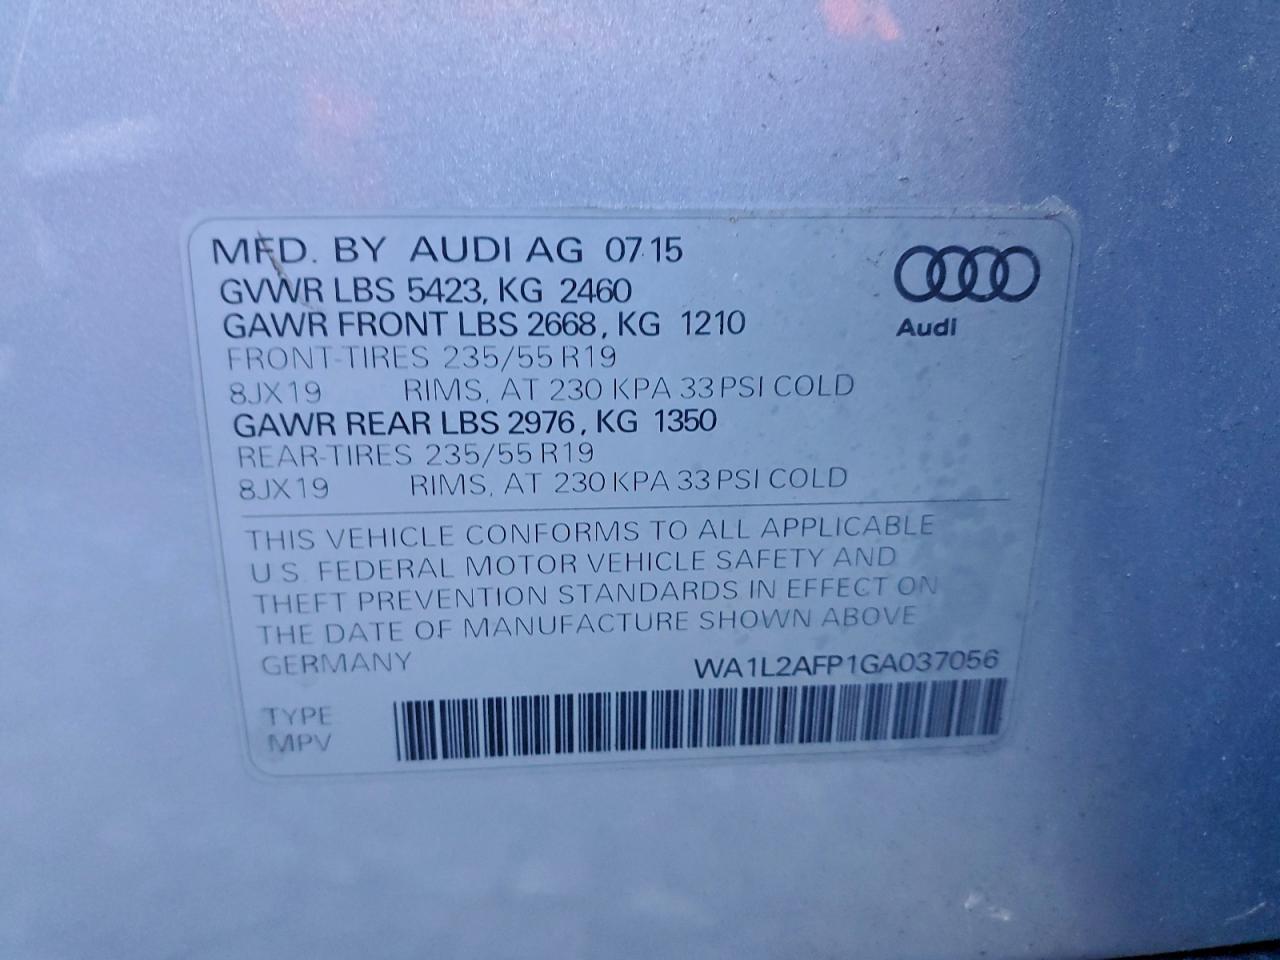 MFD. BY AUDI AG 07.15
GVWR LBS 5423, KG 2460
GAWR FRONT LBS 2668, KG 1210
FRONT-TIRES 235/55 R19
8JX19 RIMS, AT 230 KPA 33 PSI COLD
GAWR REAR LBS 2976, KG 1350
REAR-TIRES 235/55 R19
8JX19 RIMS, AT 230 KPA 33 PSI COLD
Audi
THIS VEHICLE CONFORMS TO ALL APPLICABLE
U.S. FEDERAL MOTOR VEHICLE SAFETY AND
THEFT PREVENTION STANDARDS IN EFFECT ON
THE DATE OF MANUFACTURE SHOWN ABOVE
GERMANY WA1L2AFP1GA037056
TYPE
MPV